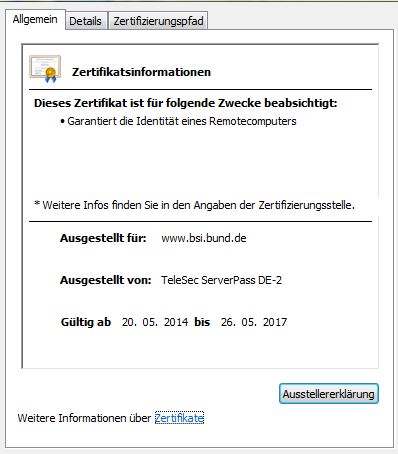 Allgemein Details Zertifizierungspfad
Zertifikatsinformationen
Dieses Zertifikat ist für folgende Zwecke beabsichtigt:
• Garantiert die Identität eines Remotecomputers
* Weitere Infos finden Sie in den Angaben der Zertifizierungsstelle.
Ausgestellt für: www.bsi.bund.de
Ausgestellt von: TeleSec ServerPass DE-2
Gültig ab 20. 05. 2014 bis 26. 05. 2017
Ausstellererklärung
Weitere Informationen über Zertifikate